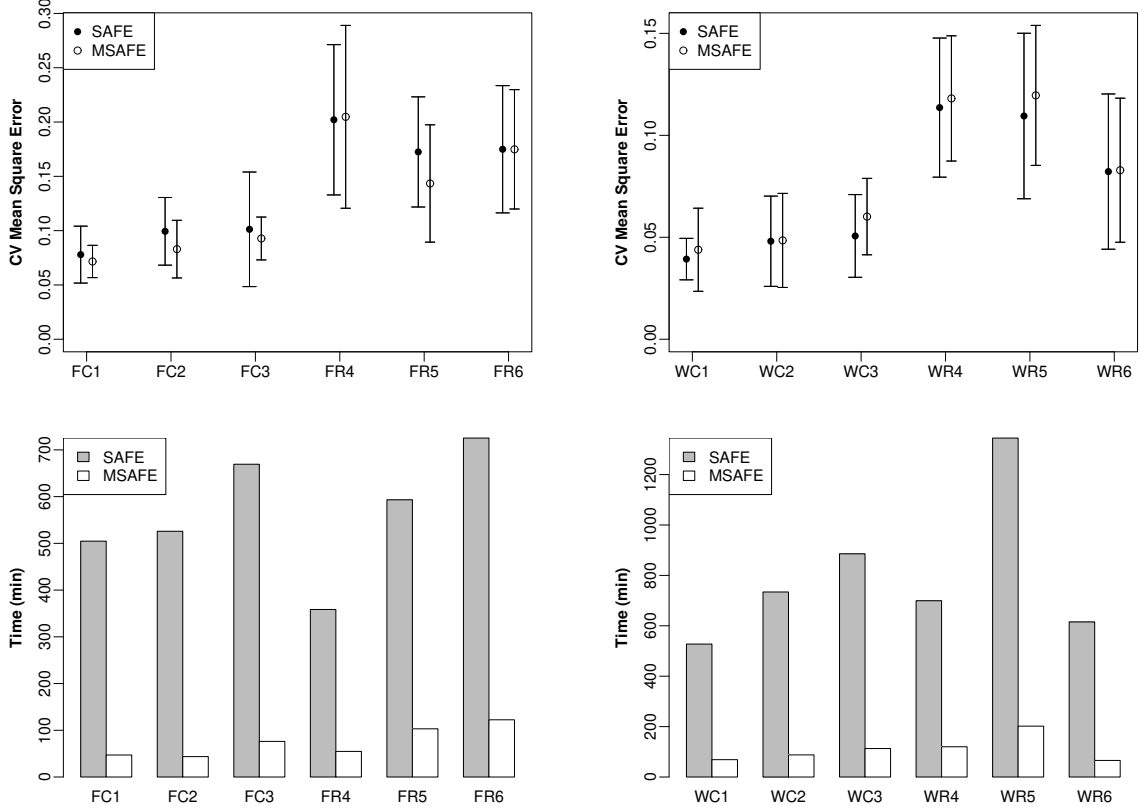 CV Mean Square Error
0.30
0.25
0.20
0.15
0.10
0.05
0.00
SAFE
MSAFE
FC1 FC2 FC3 FR4 FR5 FR6
CV Mean Square Error
0.15
0.10
0.05
0.00
SAFE
MSAFE
WC1 WC2 WC3 WR4 WR5 WR6
Time (min)
700
600
500
400
300
200
100
0
SAFE
MSAFE
FC1 FC2 FC3 FR4 FR5 FR6
Time (min)
1200
1000
800
600
400
200
0
SAFE
MSAFE
WC1 WC2 WC3 WR4 WR5 WR6